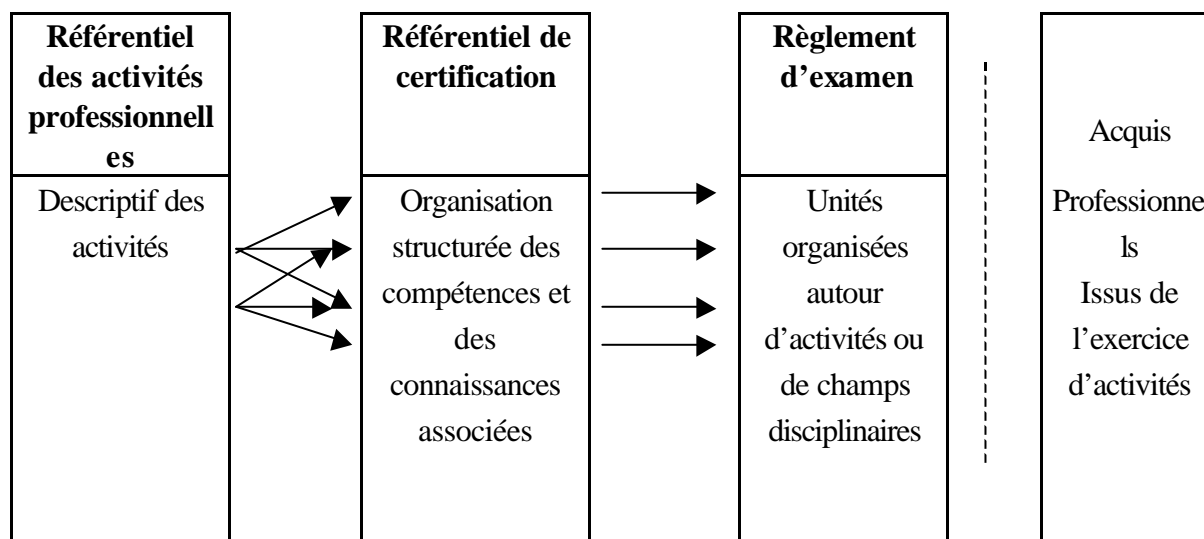 Référentiel
des activités
professionnell
es
Descriptif des
activités
Référentiel de
certification
Organisation
structurée des
compétences et
des
connaissances
associées
Règlement
d’examen
Unités
organisées
autour
d’activités ou
de champs
disciplinaires
Acquis
Professionne
ls
Issus de
l’exercice
d’activités